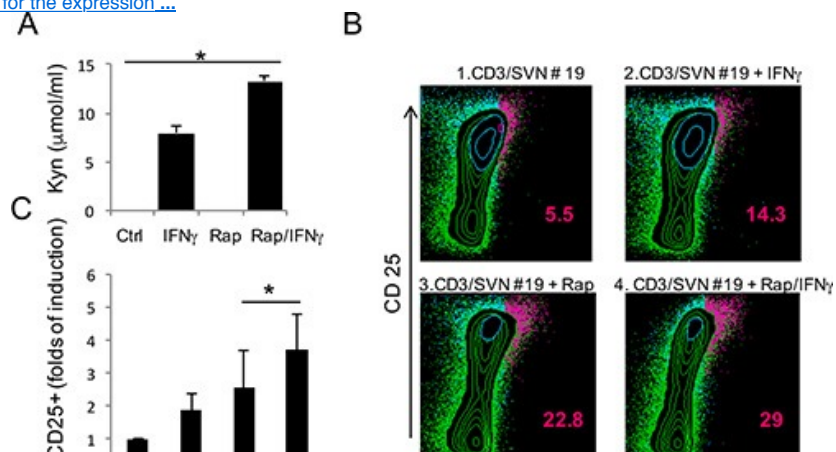 for the expression ...
A
B
*
15
10
5
0
Kyn (μmol/ml)
Ctrl IFNγ Rap Rap/IFNγ
C
6
5
4
3
2
1
CD25+ (folds of induction)
*
1.CD3/SVN # 19
2.CD3/SVN #19 + IFNγ
5.5
14.3
3.CD3/SVN #19 + Rap
4. CD3/SVN #19 + Rap/IFNγ
22.8
29
CD 25